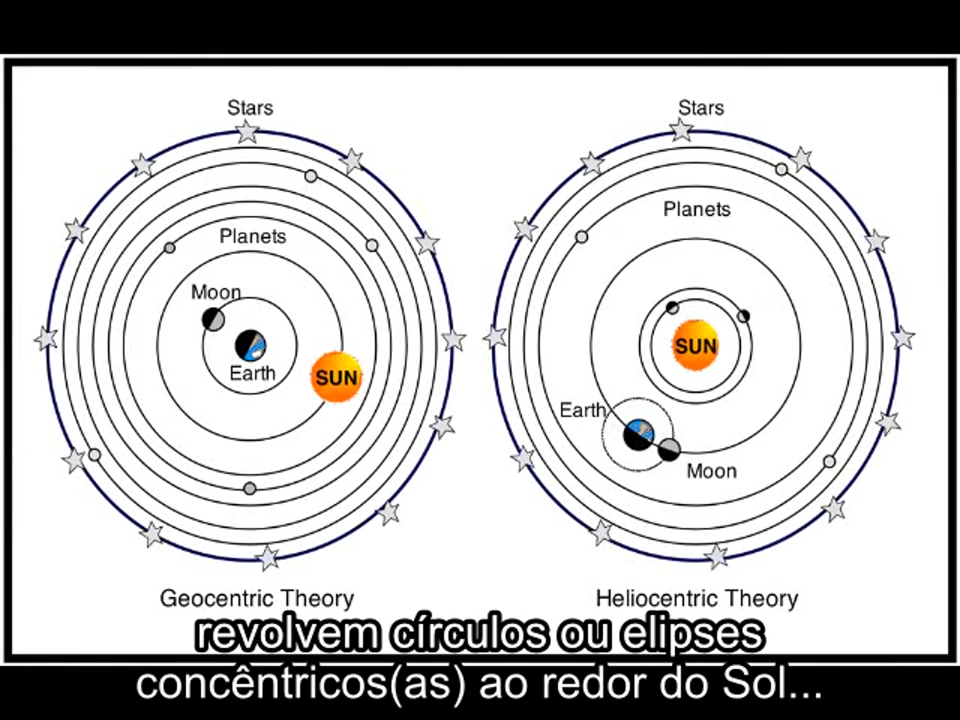 Stars
Planets
Moon
Earth
SUN
Geocentric Theory
Stars
Planets
SUN
Earth
Moon
Heliocentric Theory
revolvem círculos ou elipses
concêntricos(as) ao redor do Sol...